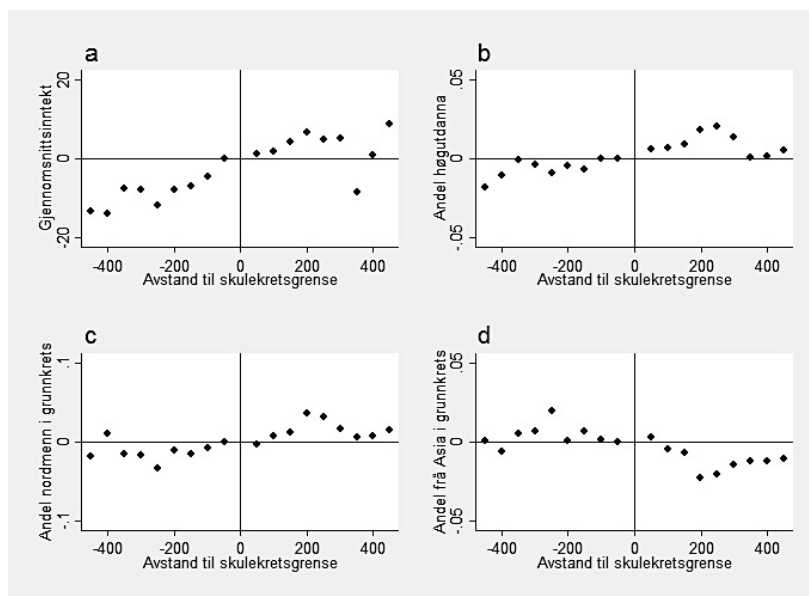 a
Gjennomsnittsinntekt
20
0
-20
-400 -200 0 200 400
Avstand til skulekretsgrense
b
Andel høgutdanna
.05
0
-.05
-400 -200 0 200 400
Avstand til skulekretsgrense
c
Andel nordmenn i grunnkrets
.1
0
-.1
-400 -200 0 200 400
Avstand til skulekretsgrense
d
Andel frå Asia i grunnkrets
.05
0
-.05
-400 -200 0 200 400
Avstand til skulekretsgrense